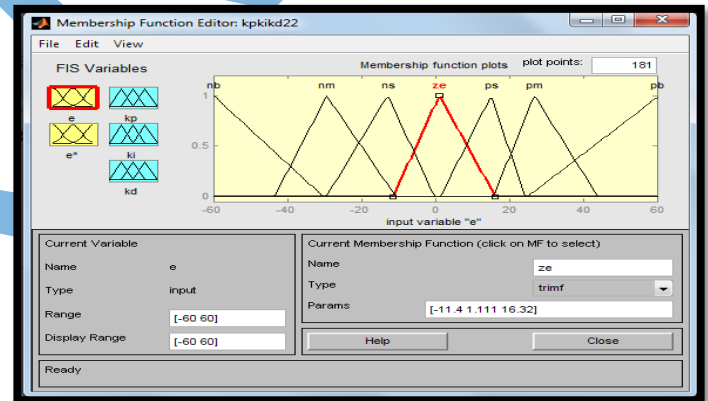 Membership Function Editor: kpkikd22
File Edit View
FIS Variables
Membership function plots plot points: 181
nb nm ns ze ps pm pb
1
0.5
0
-60 -40 -20 0 20 40 60
input variable "e"
e kp
e* ki
kd
Current Variable
Name e
Type input
Range [-60 60]
Display Range [-60 60]
Current Membership Function (click on MF to select)
Name ze
Type trimf
Params [-11.4 1.111 16.32]
Help Close
Ready